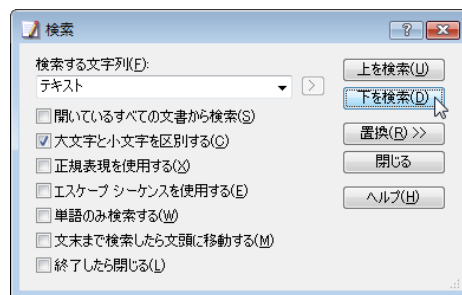 検索
検索する文字列(F):
テキスト
開いているすべての文書から検索(S)
大文字と小文字を区別する(C)
正規表現を使用する(X)
エスケープ シーケンスを使用する(E)
単語のみ検索する(W)
文末まで検索したら文頭に移動する(M)
終了したら閉じる(L)
上を検索(U)
下を検索(D)
置換(R) >>
閉じる
ヘルプ(H)